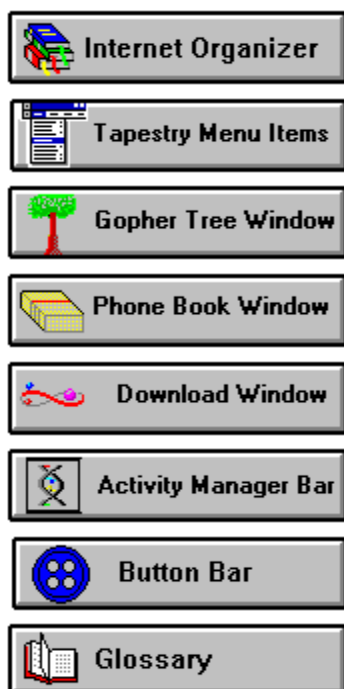 Internet Organizer
Tapestry Menu Items
Gopher Tree Window
Phone Book Window
Download Window
Activity Manager Bar
Button Bar
Glossary